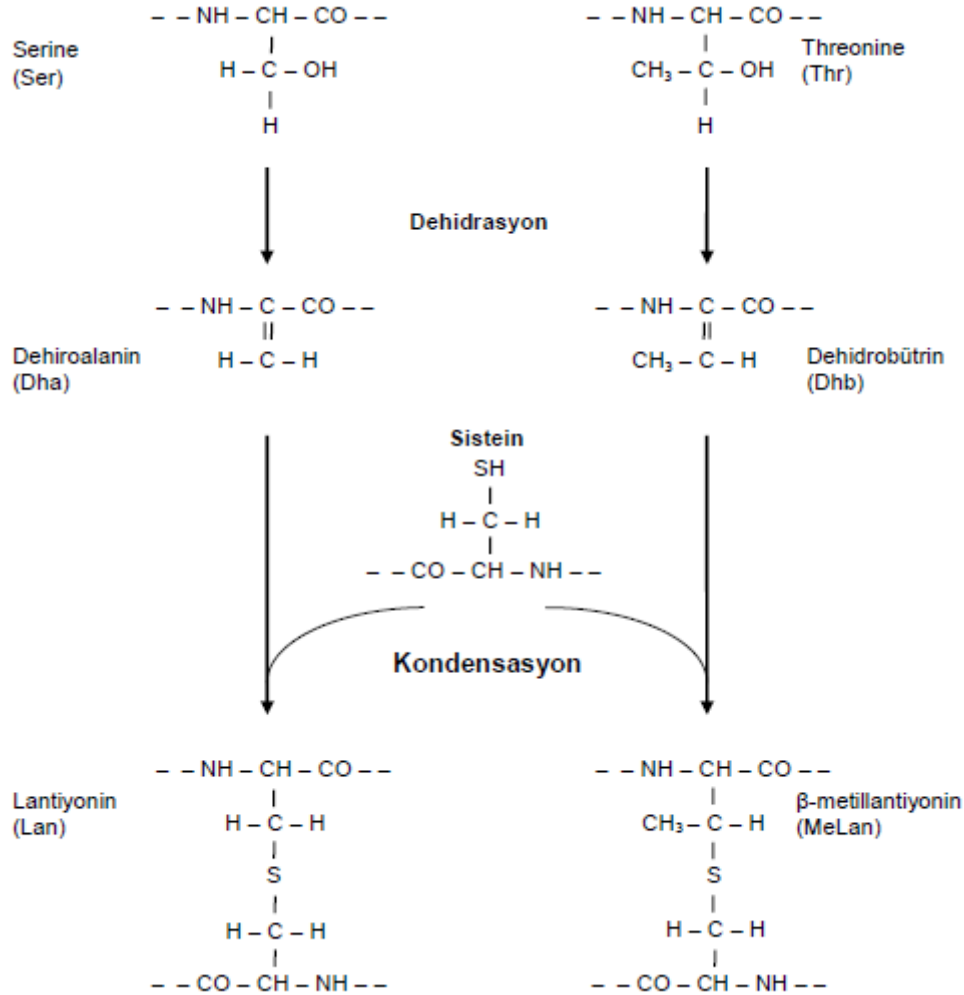 – – NH – CH – CO – –
– – NH – CH – CO – –
Serine
(Ser)
Threonine
(Thr)
H – C – OH
CH₃ – C – OH
H
H
Dehidrasyon
– – NH – C – CO – –
– – NH – C – CO – –
Dehiroalanin
(Dha)
H – C – H
CH₃ – C – H
Dehidrobütrin
(Dhb)
Sistein
SH
H – C – H
– – CO – CH – NH – –
Kondensasyon
– – NH – CH – CO – –
– – NH – CH – CO – –
Lantiyonin
(Lan)
β-metillantiyonin
(MeLan)
H – C – H
CH₃ – C – H
S
S
H – C – H
H – C – H
– – CO – CH – NH – –
– – CO – CH – NH – –